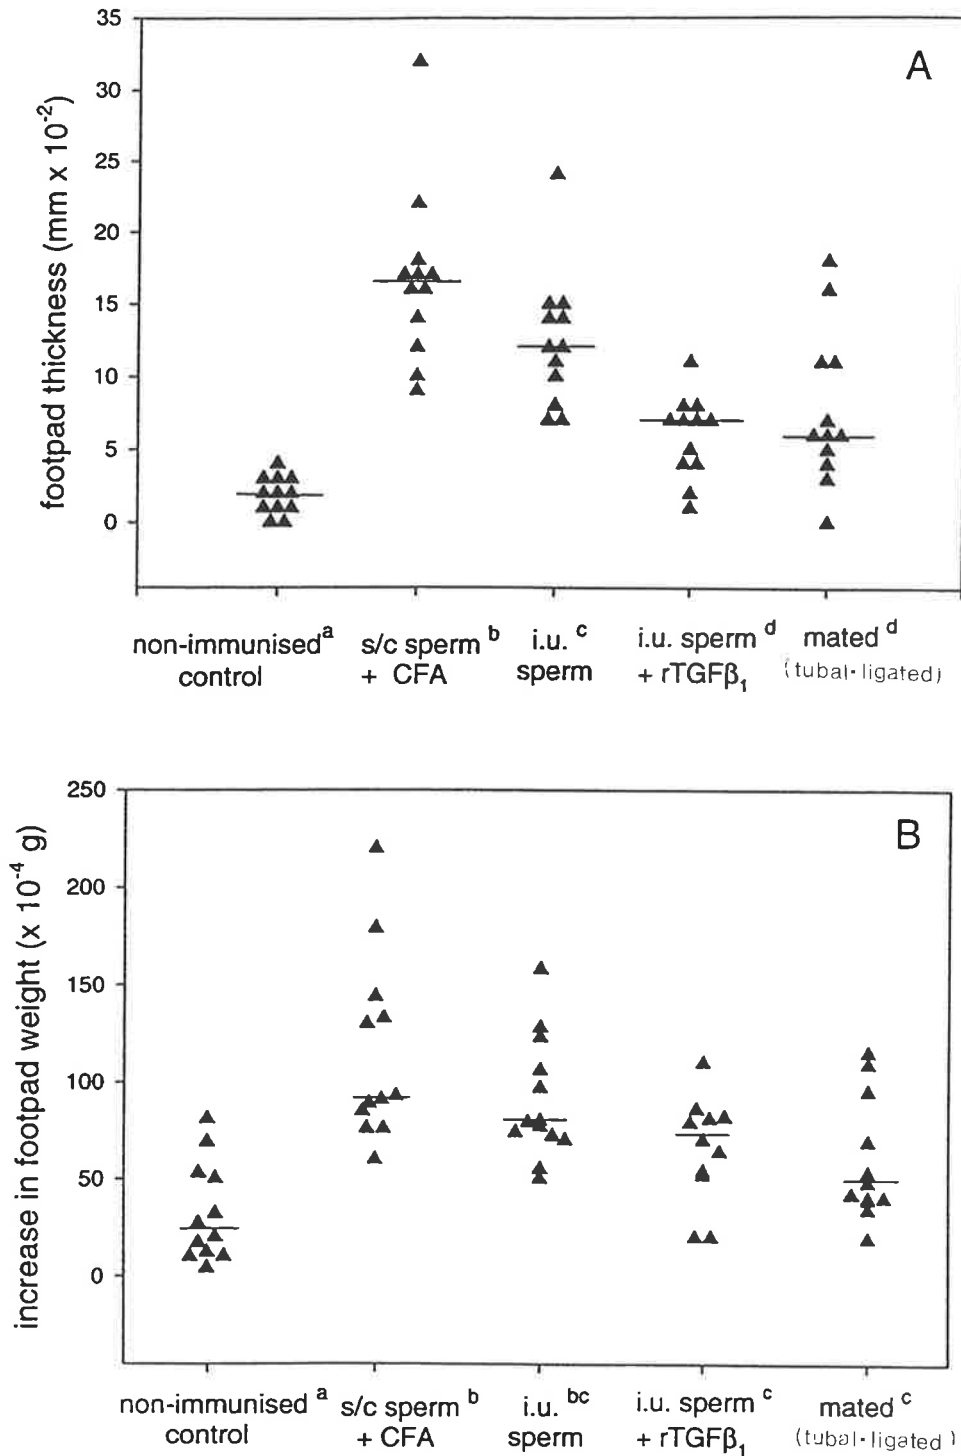 A
footpad thickness (mm x 10-2)
35
30
25
20
15
10
5
0
non-immunised a
control
s/c sperm b
+ CFA
i.u. c
sperm
i.u. sperm d
+ rTGFβ1
mated d
(tubal-ligated)
B
increase in footpad weight (x 10-4 g)
250
200
150
100
50
0
non-immunised a
control
s/c sperm b
+ CFA
i.u. bc
sperm
i.u. sperm c
+ rTGFβ1
mated c
(tubal-ligated)